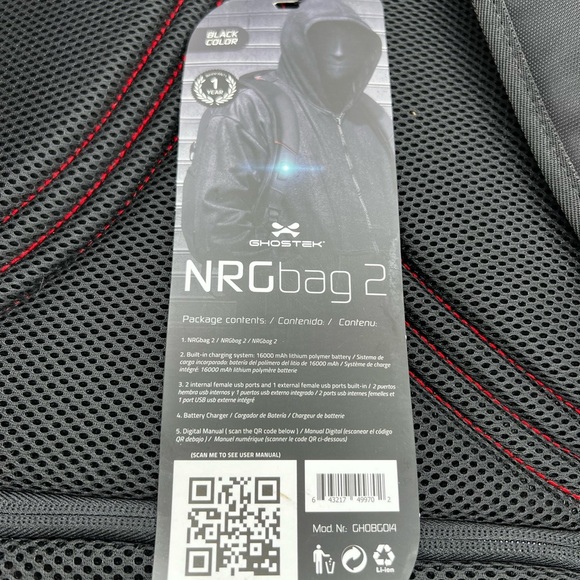 BLACK
COLOR
1
YEAR
GHOSTEK
NRGbag 2
Package contents: / Contenido: / Contenu:
1. NRGbag 2 / NRGbag 2 / NRGbag 2
2. Built-in charging system: 16000 mAh lithium polymer battery / Sistema de
carga incorporado: batería del polímero del litio de 16000 mAh / Système de charge
intégré: 16000 mAh lithium polymère batterie
3. 2 internal female usb ports and 1 external female usb ports built-in / 2 puertos
hembra usb internos y 1 puertos usb externo integrado / 2 ports usb internes femelles et
1 port USB usb externe intégré
4. Battery Charger / Cargador de Batería / Chargeur de batterie
5. Digital Manual ( scan the QR code below ) / Manual Digital (escanear el código
QR debajo ) / Manuel numérique (scanner le code QR ci-dessous)
(SCAN ME TO SEE USER MANUAL)
6 43217 49970 2
Mod. Nr: GHDBG014
Li-ion